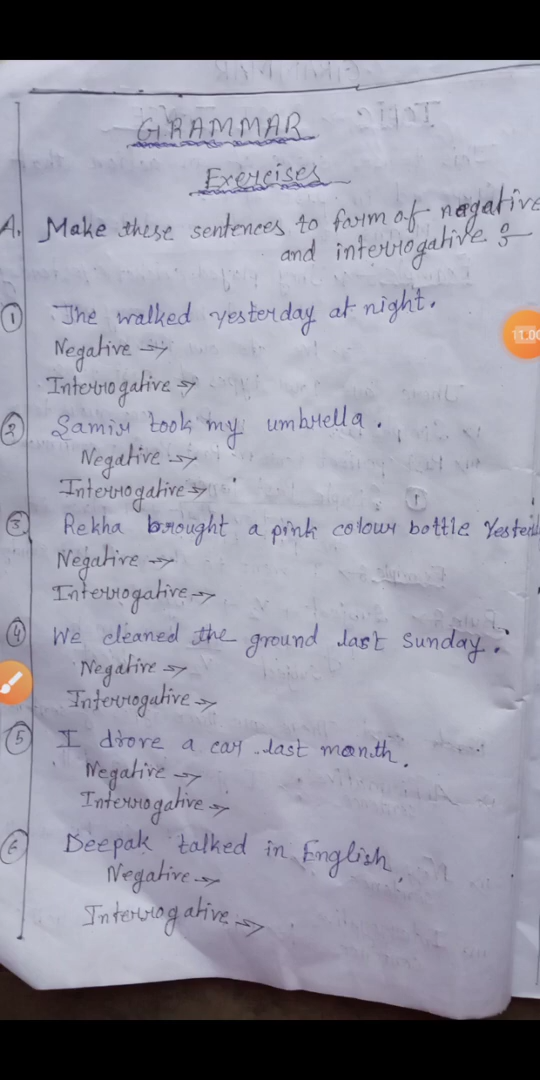 GRAMMAR
Exercises
A. Make these sentences to form of negative
and interrogative :-
① The walked yesterday at night.
Negative →
Interrogative →
② Samir took my umbrella.
Negative →
Interrogative →
③ Rekha brought a pink colour bottle
Negative →
Interrogative →
④ We cleaned the ground last sunday.
Negative →
Interrogative →
⑤ I drove a car last month.
Negative →
Interrogative →
⑥ Deepak talked in English.
Negative →
Interrogative →